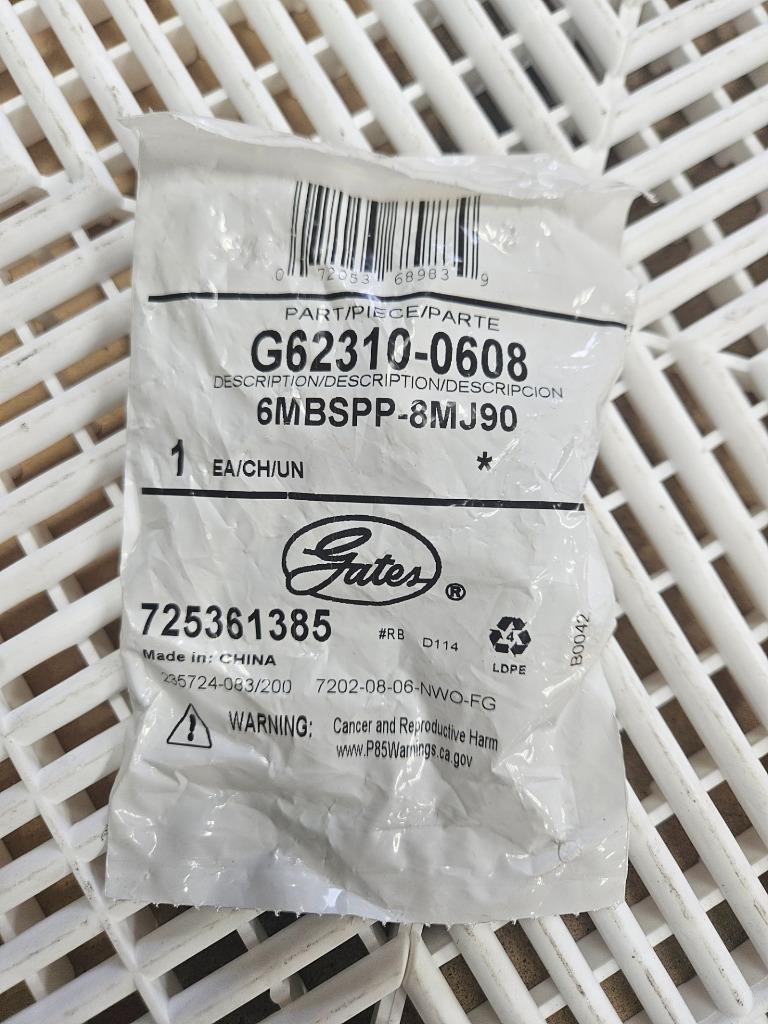 0 72053 68983 9
PART/PIECE/PARTE
G62310-0608
DESCRIPTION/DESCRIPTION/DESCRIPCION
6MBSPP-8MJ90
1 EA/CH/UN *
Gates ®
725361385 #RB D114
4
LDPE
B0042
Made in: CHINA
235724-083/200 7202-08-06-NWO-FG
WARNING: Cancer and Reproductive Harm
www.P85Warnings.ca.gov